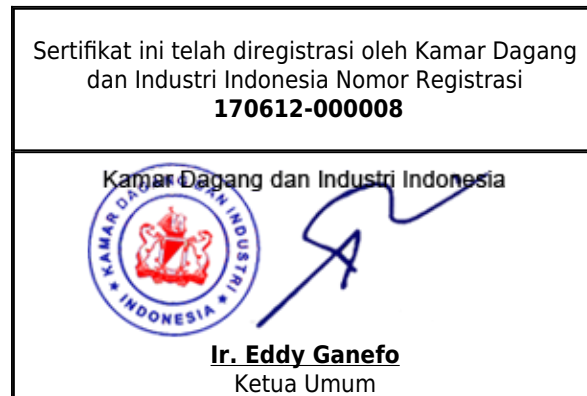 Sertifikat ini telah diregistrasi oleh Kamar Dagang
dan Industri Indonesia Nomor Registrasi
170612-000008
Kamar Dagang dan Industri Indonesia
KAMAR DAGANG DAN INDUSTRI
INDONESIA
Ir. Eddy Ganefo
Ketua Umum